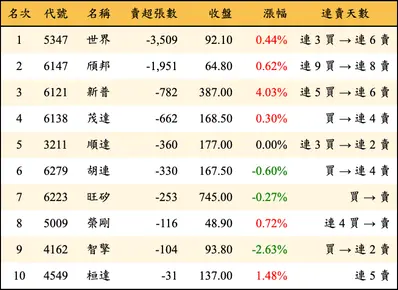 名次 代號 名稱 賣超張數 收盤 漲幅 連賣天數
1 5347 世界 -3,509 92.10 0.44% 連 3 買 → 連 6 賣
2 6147 頎邦 -1,951 64.80 0.62% 連 9 買 → 連 8 賣
3 6121 新普 -782 387.00 4.03% 連 5 買 → 連 6 賣
4 6138 茂達 -662 168.50 0.30% 買 → 連 4 賣
5 3211 順達 -360 177.00 0.00% 連 3 買 → 連 2 賣
6 6279 胡連 -330 167.50 -0.60% 買 → 連 4 賣
7 6223 旺矽 -253 745.00 -0.27% 買 → 賣
8 5009 榮剛 -116 48.90 0.72% 連 4 買 → 賣
9 4162 智擎 -104 93.80 -2.63% 買 → 連 2 賣
10 4549 桓達 -31 137.00 1.48% 連 5 賣